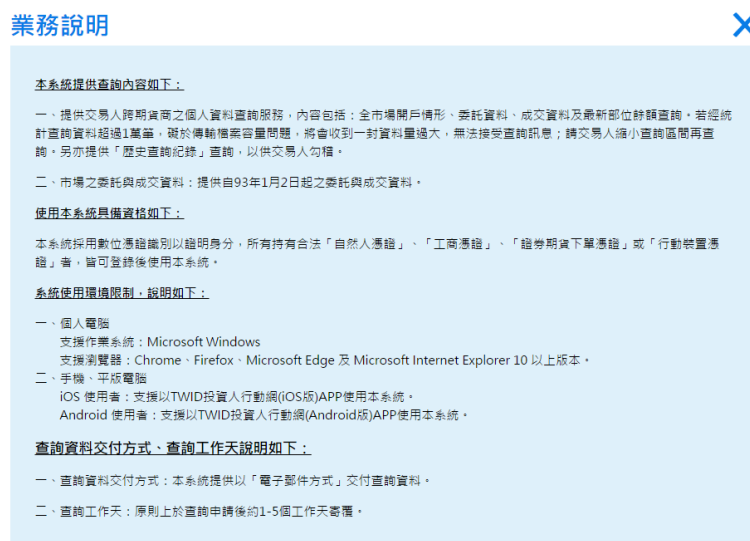 業務說明
本系統提供查詢內容如下：
一、提供交易人跨期貨商之個人資料查詢服務，內容包括：全市場開戶情形、委託資料、成交資料及最新部位餘額查詢。若經統
計查詢資料超過1萬筆，礙於傳輸檔案容量問題，將會收到一封資料量過大，無法接受查詢訊息；請交易人縮小查詢區間再查
詢。另亦提供「歷史查詢紀錄」查詢，以供交易人勾稽。
二、市場之委託與成交資料：提供自93年1月2日起之委託與成交資料。
使用本系統具備資格如下：
本系統採用數位憑證識別以證明身分，所有持有合法「自然人憑證」、「工商憑證」、「證券期貨下單憑證」或「行動裝置憑
證」者，皆可登錄後使用本系統。
系統使用環境限制，說明如下：
一、個人電腦
支援作業系統：Microsoft Windows
支援瀏覽器：Chrome、Firefox、Microsoft Edge 及 Microsoft Internet Explorer 10 以上版本。
二、手機、平版電腦
iOS 使用者：支援以TWID投資人行動網(iOS版)APP使用本系統。
Android 使用者：支援以TWID投資人行動網(Android版)APP使用本系統。
查詢資料交付方式、查詢工作天說明如下：
一、查詢資料交付方式：本系統提供以「電子郵件方式」交付查詢資料。
二、查詢工作天：原則上於查詢申請後約1-5個工作天寄覆。